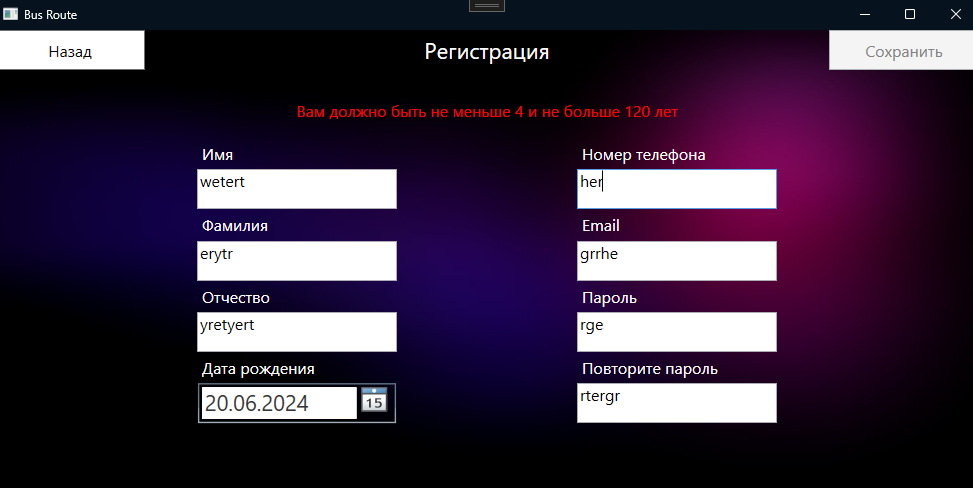 Bus Route
Назад
Регистрация
Сохранить
Вам должно быть не меньше 4 и не больше 120 лет
Имя
wetert
Фамилия
erytr
Отчество
yretyert
Дата рождения
20.06.2024
15
Номер телефона
her
Email
grrhe
Пароль
rge
Повторите пароль
rtergr